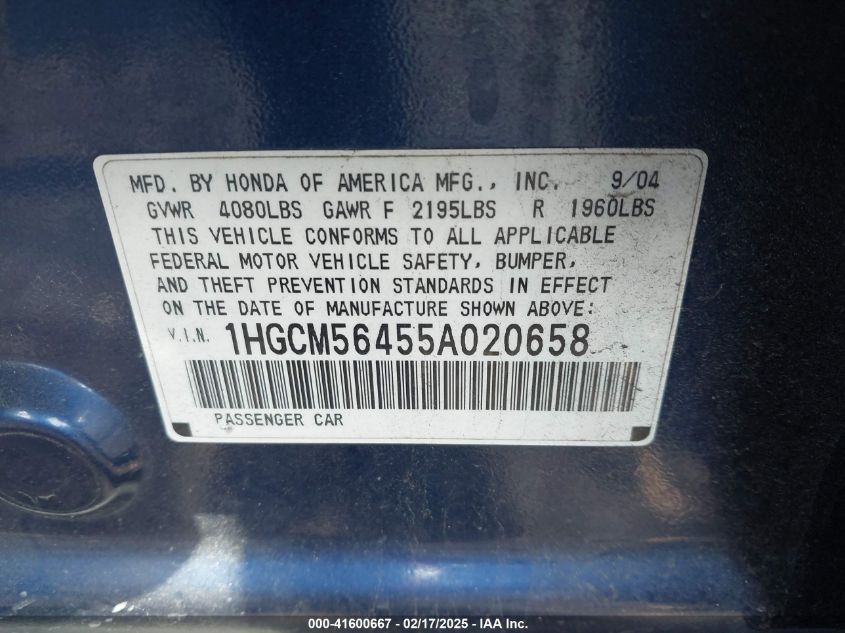 MFD. BY HONDA OF AMERICA MFG., INC. 9/04
GVWR 4080LBS GAWR F 2195LBS R 1960LBS
THIS VEHICLE CONFORMS TO ALL APPLICABLE
FEDERAL MOTOR VEHICLE SAFETY, BUMPER,
AND THEFT PREVENTION STANDARDS IN EFFECT
ON THE DATE OF MANUFACTURE SHOWN ABOVE:
V.I.N. 1HGCM56455A020658
PASSENGER CAR
000-41600667 - 02/17/2025 - IAA Inc.